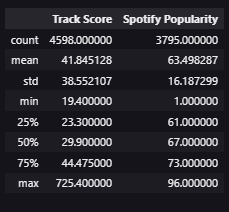 Track Score Spotify Popularity
count 4598.000000 3795.000000
mean 41.845128 63.498287
std 38.552107 16.187299
min 19.400000 1.000000
25% 23.300000 61.000000
50% 29.900000 67.000000
75% 44.475000 73.000000
max 725.400000 96.000000